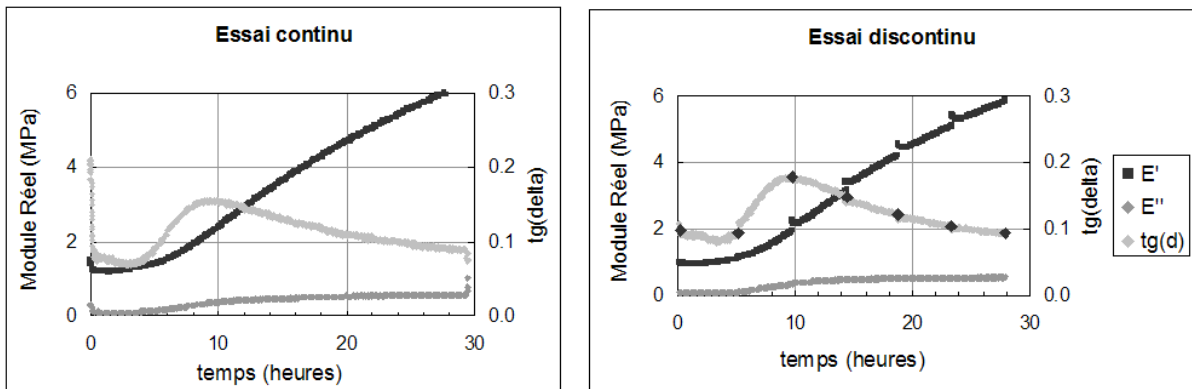 Essai continu
6
4
2
0
Module Réel (MPa)
0.3
0.2
0.1
0.0
tg(delta)
0
10
20
30
temps (heures)
Essai discontinu
6
4
2
0
Module Réel (MPa)
0.3
0.2
0.1
0.0
tg(delta)
0
10
20
30
temps (heures)
E'
E''
tg(d)